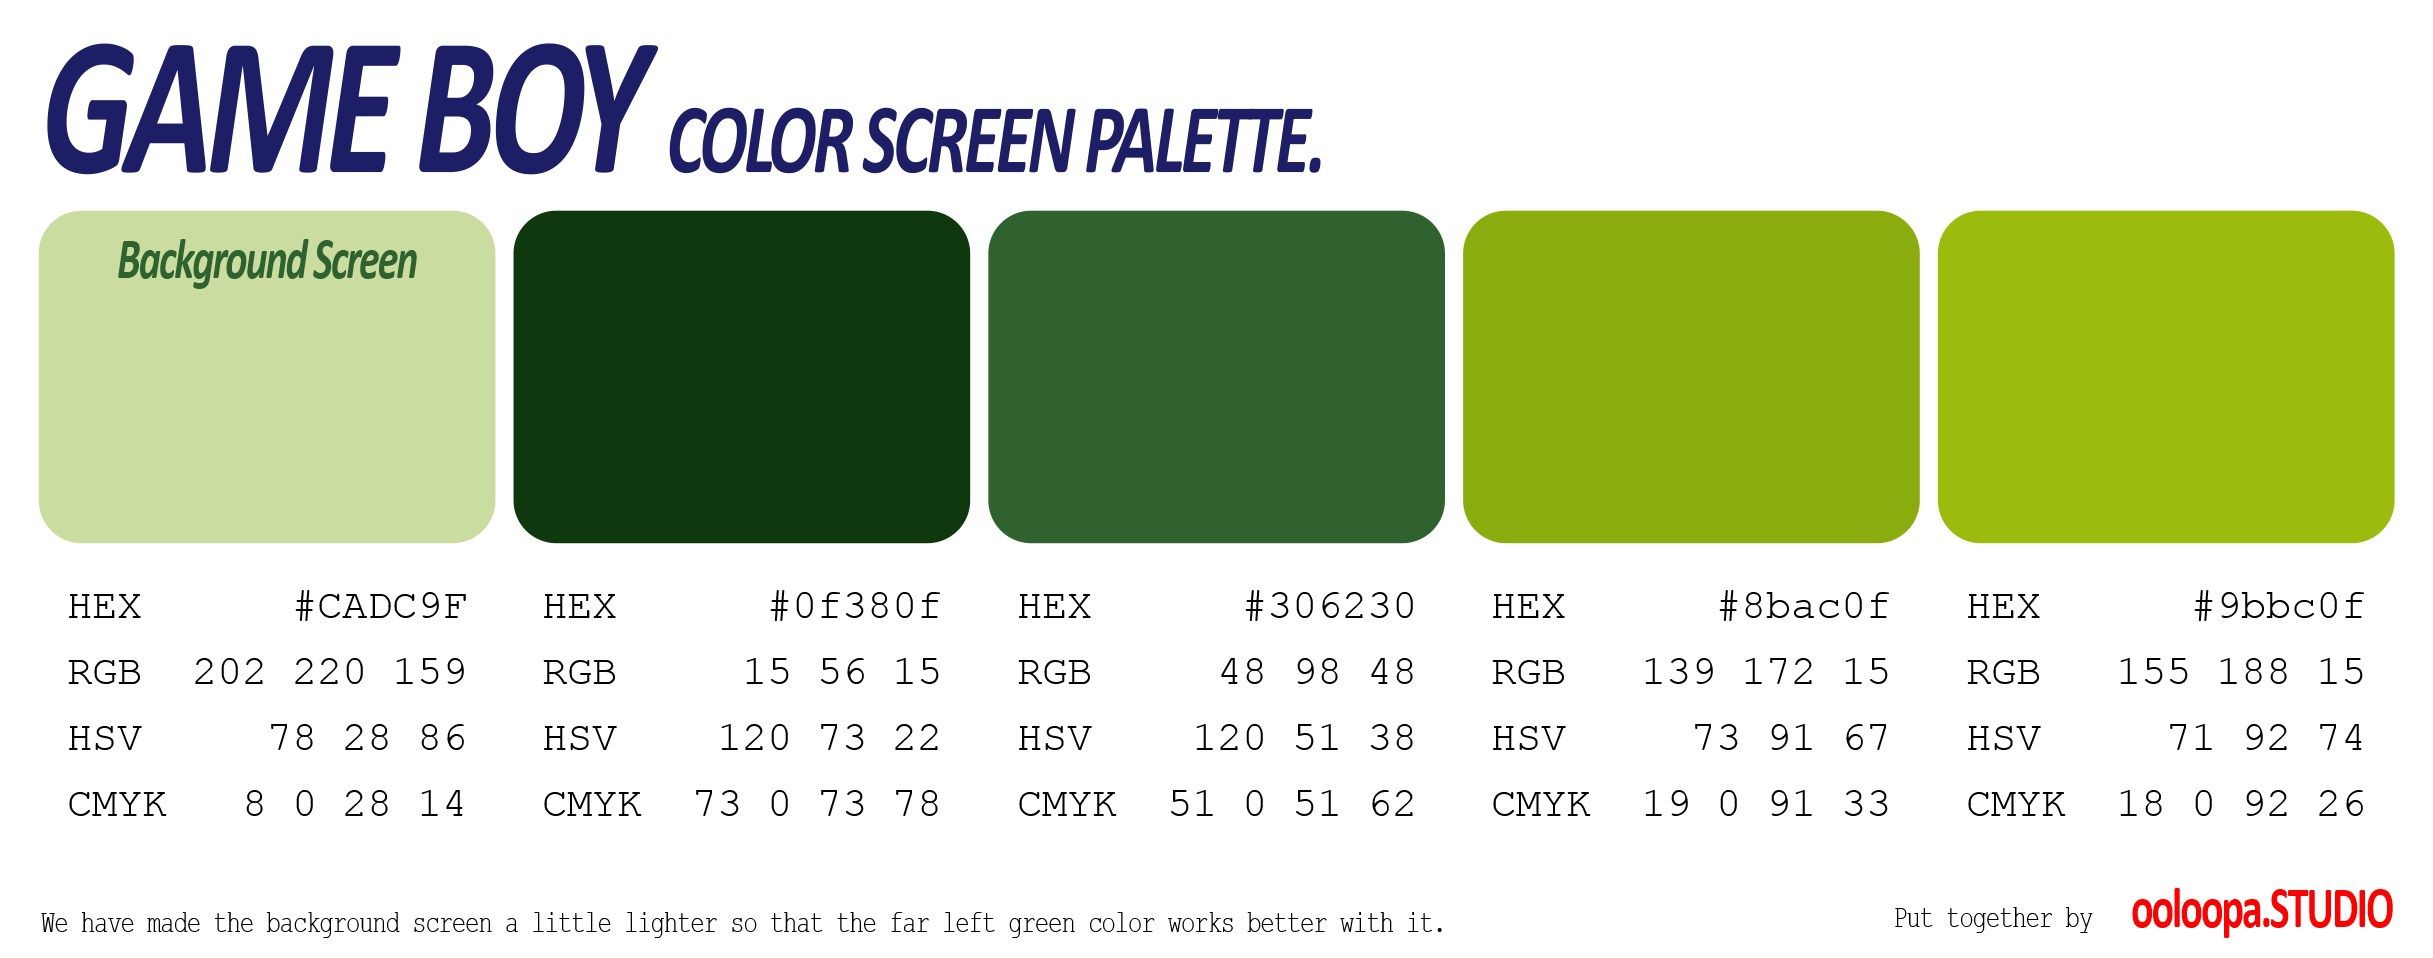 GAME BOY COLOR SCREEN PALETTE.
Background Screen
HEX #CADC9F
RGB 202 220 159
HSV 78 28 86
CMYK 8 0 28 14
HEX #0f380f
RGB 15 56 15
HSV 120 73 22
CMYK 73 0 73 78
HEX #306230
RGB 48 98 48
HSV 120 51 38
CMYK 51 0 51 62
HEX #8bac0f
RGB 139 172 15
HSV 73 91 67
CMYK 19 0 91 33
HEX #9bbc0f
RGB 155 188 15
HSV 71 92 74
CMYK 18 0 92 26
We have made the background screen a little lighter so that the far left green color works better with it.
Put together by ooloopa.STUDIO